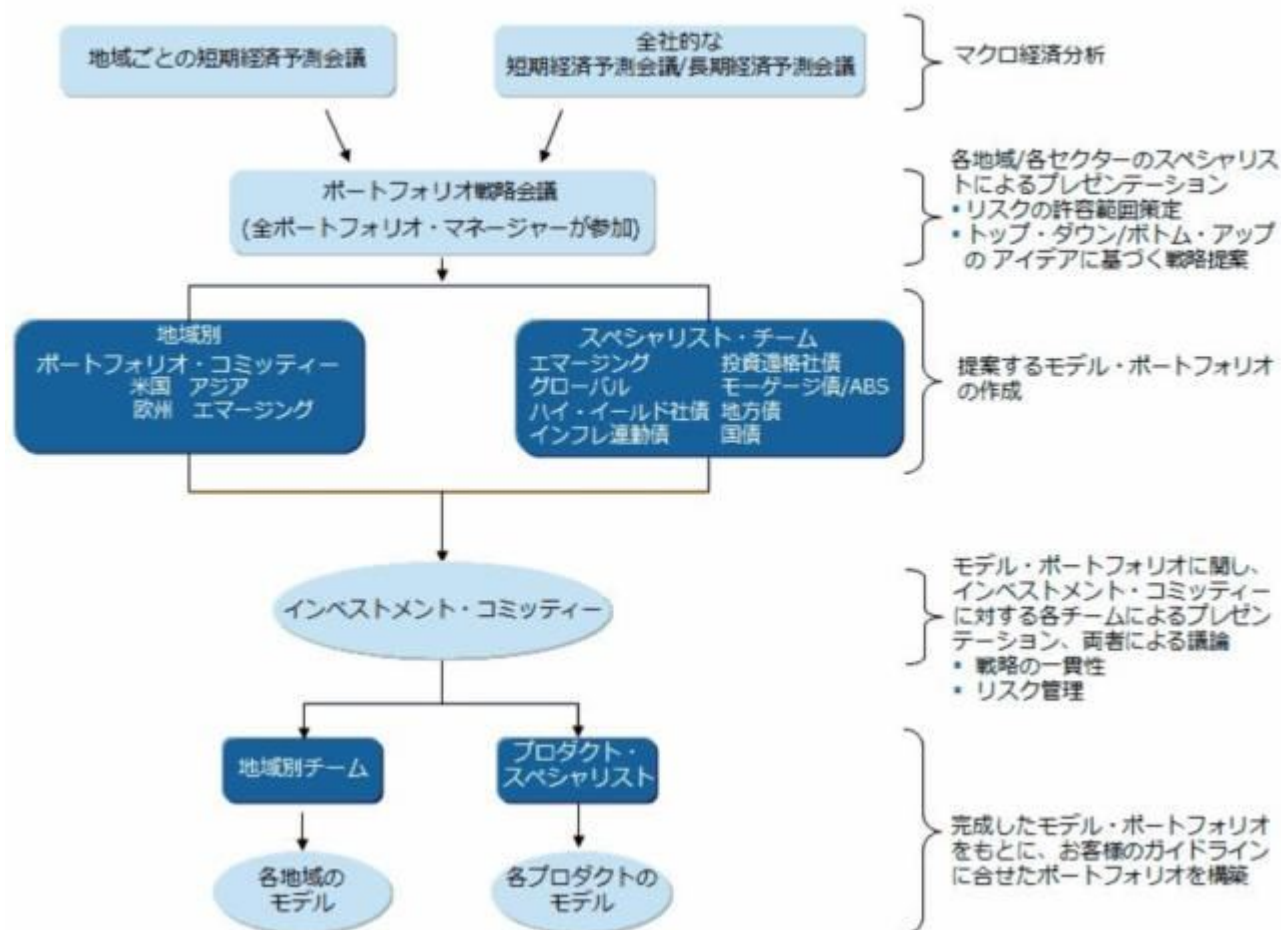 地域ごとの短期経済予測会議
全社的な
短期経済予測会議/長期経済予測会議
マクロ経済分析
ポートフォリオ戦略会議
(全ポートフォリオ・マネージャーが参加)
各地域/各セクターのスペシャリス
トによるプレゼンテーション
▪ リスクの許容範囲策定
▪ トップ・ダウン/ボトム・アップ
の アイデアに基づく戦略提案
地域別
ポートフォリオ・コミッティー
米国 アジア
欧州 エマージング
スペシャリスト・チーム
エマージング 投資適格社債
グローバル モーゲージ債/ABS
ハイ・イールド社債 地方債
インフレ連動債 国債
提案するモデル・ポートフォリオ
の作成
インベストメント・コミッティー
モデル・ポートフォリオに関し、
インベストメント・コミッティー
に対する各チームによるプレゼン
テーション、両者による議論
▪ 戦略の一貫性
▪ リスク管理
地域別チーム
プロダクト・
スペシャリスト
各地域の
モデル
各プロダクトの
モデル
完成したモデル・ポートフォリオ
をもとに、お客様のガイドライン
に合せたポートフォリオを構築